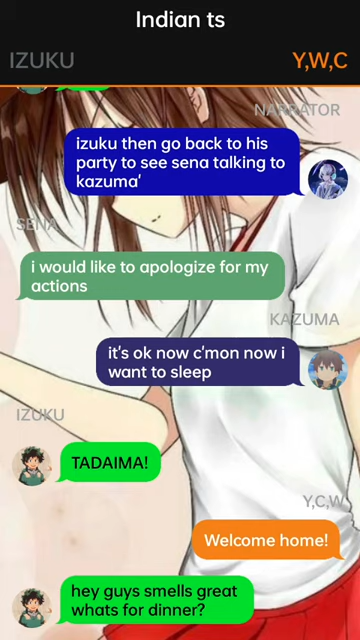 Indian ts
IZUKU
Y,W,C
NARRATOR
izuku then go back to his
party to see sena talking to
kazuma'
SENA
i would like to apologize for my
actions
KAZUMA
it's ok now c'mon now i
want to sleep
IZUKU
TADAIMA!
Y,C,W
Welcome home!
hey guys smells great
whats for dinner?